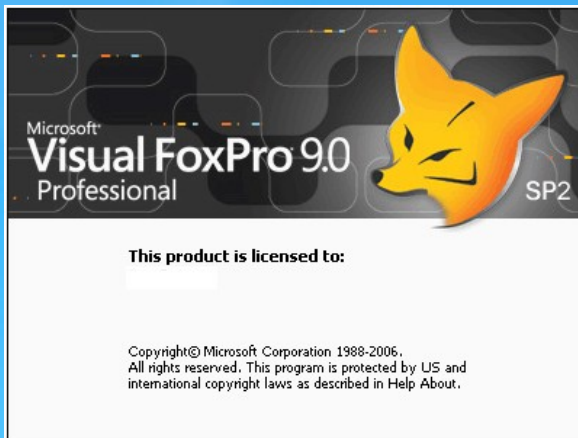 Microsoft®
Visual FoxPro® 9.0
Professional
SP2
This product is licensed to:
Copyright© Microsoft Corporation 1988-2006.
All rights reserved. This program is protected by US and
international copyright laws as described in Help About.